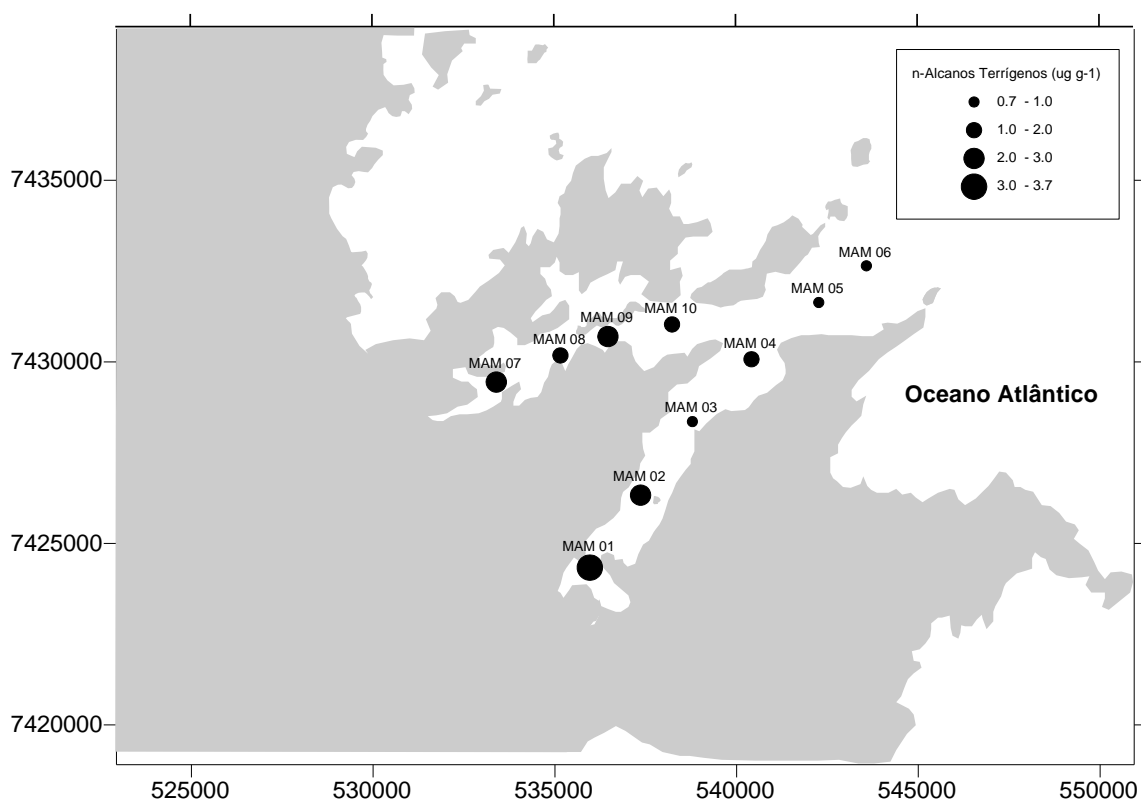 n-Alcanos Terrígenos (ug g-1)
0.7 - 1.0
1.0 - 2.0
2.0 - 3.0
3.0 - 3.7
7435000
MAM 06
MAM 05
MAM 10
MAM 09
MAM 08
MAM 04
7430000
MAM 07
Oceano Atlântico
MAM 03
MAM 02
7425000
MAM 01
7420000
525000 530000 535000 540000 545000 550000